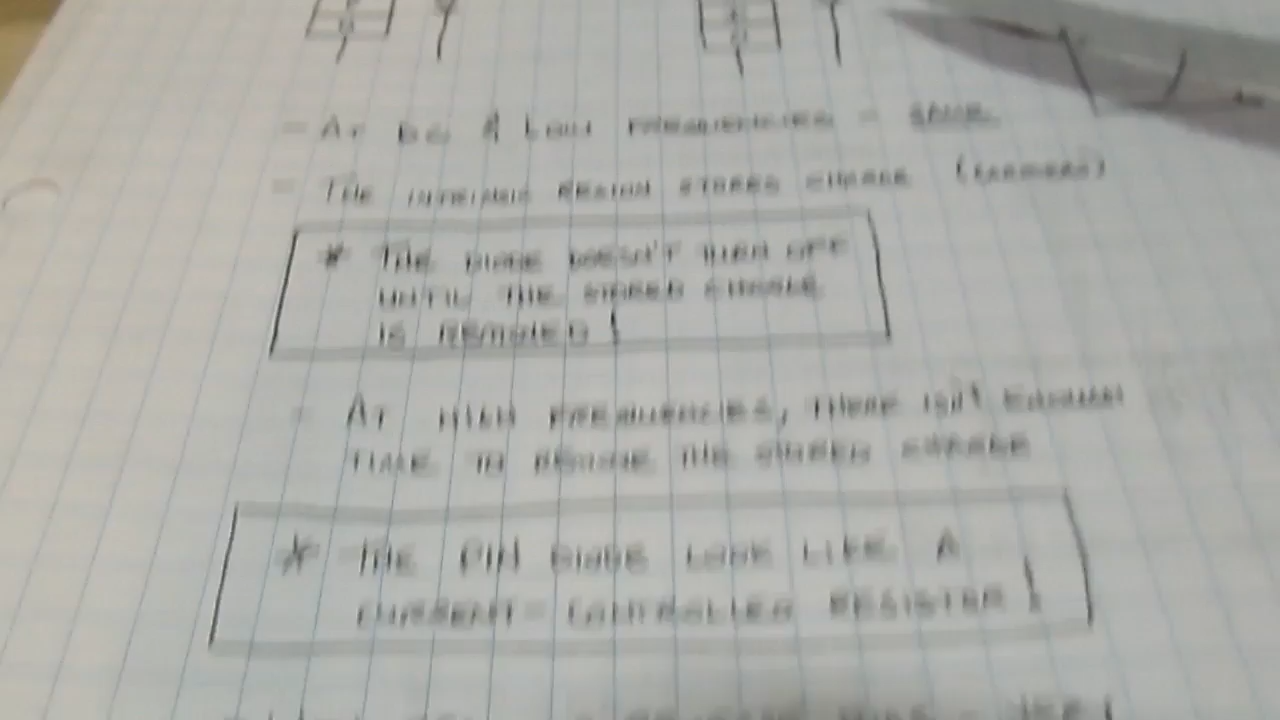 - AT DC & LOW FREQUENCIES - SAME
- THE INTRINSIC REGION STORES CHARGE (CARRIERS)
* THE DIODE DOESN'T TURN OFF
UNTIL THE STORED CHARGE
IS REMOVED!
- AT HIGH FREQUENCIES, THERE ISN'T ENOUGH
TIME TO REMOVE THE STORED CHARGE
* THE PIN DIODE LOOK LIKE A
CURRENT-CONTROLLED RESISTER!